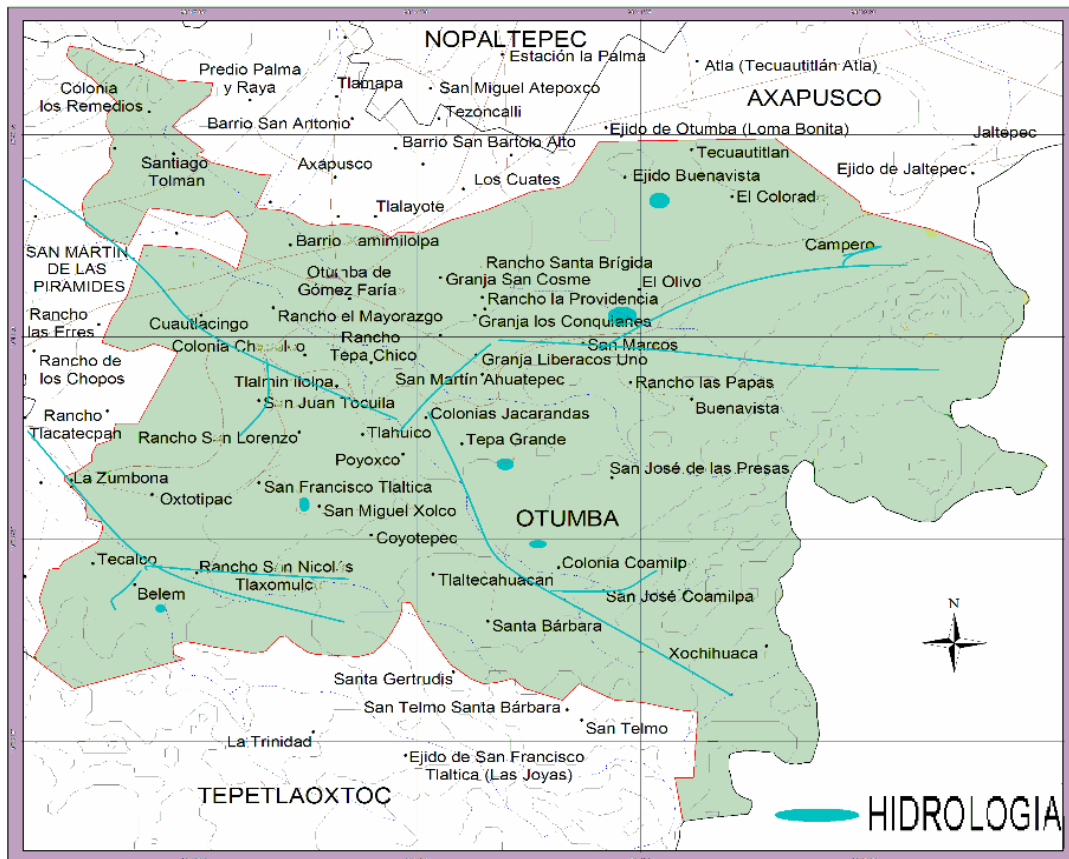 NOPALTEPEC
Estación la Palma
Atla (Tecuautitlán Atla)
Predio Palma
y Raya
Tlamapa
Colonia
los Remedios
San Miguel Atepoxco
AXAPUSCO
Tezoncalli
Barrio San Antonio
Ejido de Otumba (Loma Bonita)
Jaltepec
Barrio San Bartolo Alto
Tecuautitlan
Santiago
Tolman
Axapusco
Los Cuates
Ejido Buenavista
Ejido de Jaltepec
El Colorad
Tlalayote
SAN MARTIN
DE LAS
PIRAMIDES
Barrio Xamimilolpa
Campero
Rancho Santa Brígida
Otumba de
Gómez Faría
Granja San Cosme
El Olivo
Rancho la Providencia
Rancho
las Erres
Cuautlacingo
Rancho el Mayorazgo
Granja los Conquianes
Colonia
Rancho
Tepa Chico
San Marcos
Rancho de
los Chopos
Granja Liberacos Uno
Tlalmimilolpa
San Martín Ahuatepec
Rancho las Papas
San Juan Tocuila
Buenavista
Rancho
Tlacatecpan
Colonias Jacarandas
Rancho San Lorenzo
Tlahuico
Tepa Grande
Poyoxco
San José de las Presas
La Zumbona
Oxtotipac
San Francisco Tlaltica
San Miguel Xolco
OTUMBA
Coyotepec
Tecalco
Rancho San Nicolás
Tlaxomulc
Colonia Coamilp
Tlaltecahuacan
Belem
San José Coamilpa
N
Santa Bárbara
Xochihuaca
Santa Gertrudis
San Telmo Santa Bárbara
San Telmo
La Trinidad
Ejido de San Francisco
Tlaltica (Las Joyas)
TEPETLAOXTOC
HIDROLOGIA